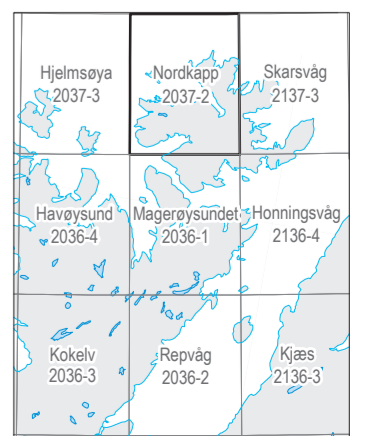 Hjelmsøya
2037-3
Nordkapp
2037-2
Skarsvåg
2137-3
Havøysund
2036-4
Magerøysundet
2036-1
Honningsvåg
2136-4
Kokelv
2036-3
Repvåg
2036-2
Kjæs
2136-3